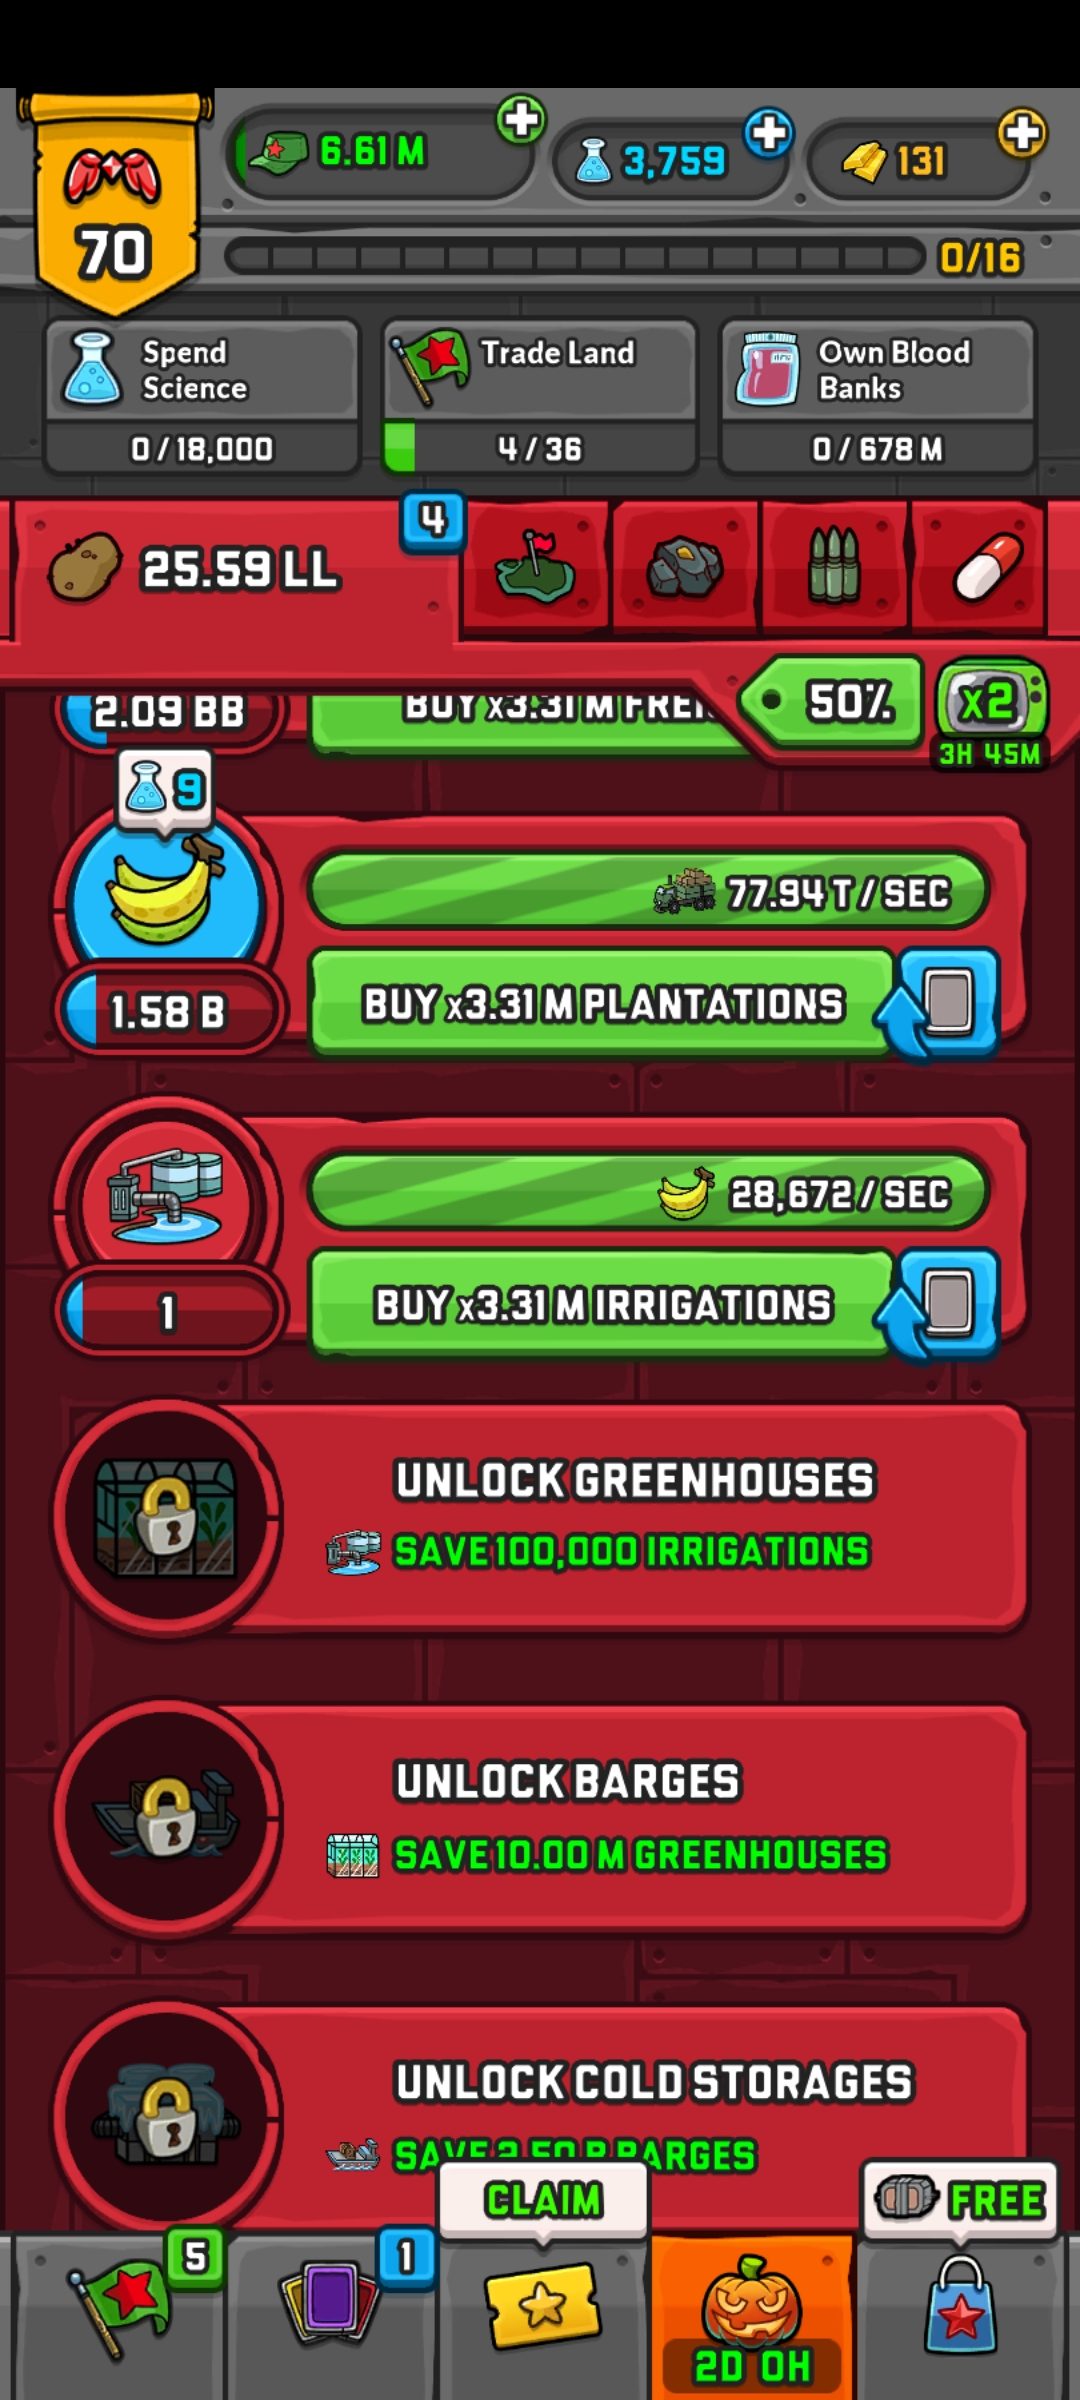 6.61 M
3,759
131
70
0/16
Spend
Science
0 / 18,000
Trade Land
4 / 36
Own Blood
Banks
0 / 678 M
25.59 LL
4
50%
x2
3H 45M
2.09 BB
BUY x3.31 M
9
77.94 T / SEC
1.58 B
BUY x3.31 M PLANTATIONS
28,672 / SEC
1
BUY x3.31 M IRRIGATIONS
UNLOCK GREENHOUSES
SAVE 100,000 IRRIGATIONS
UNLOCK BARGES
SAVE 10.00 M GREENHOUSES
UNLOCK COLD STORAGES
SAVE 2.50 B BARGES
CLAIM
FREE
5
1
2D 0H